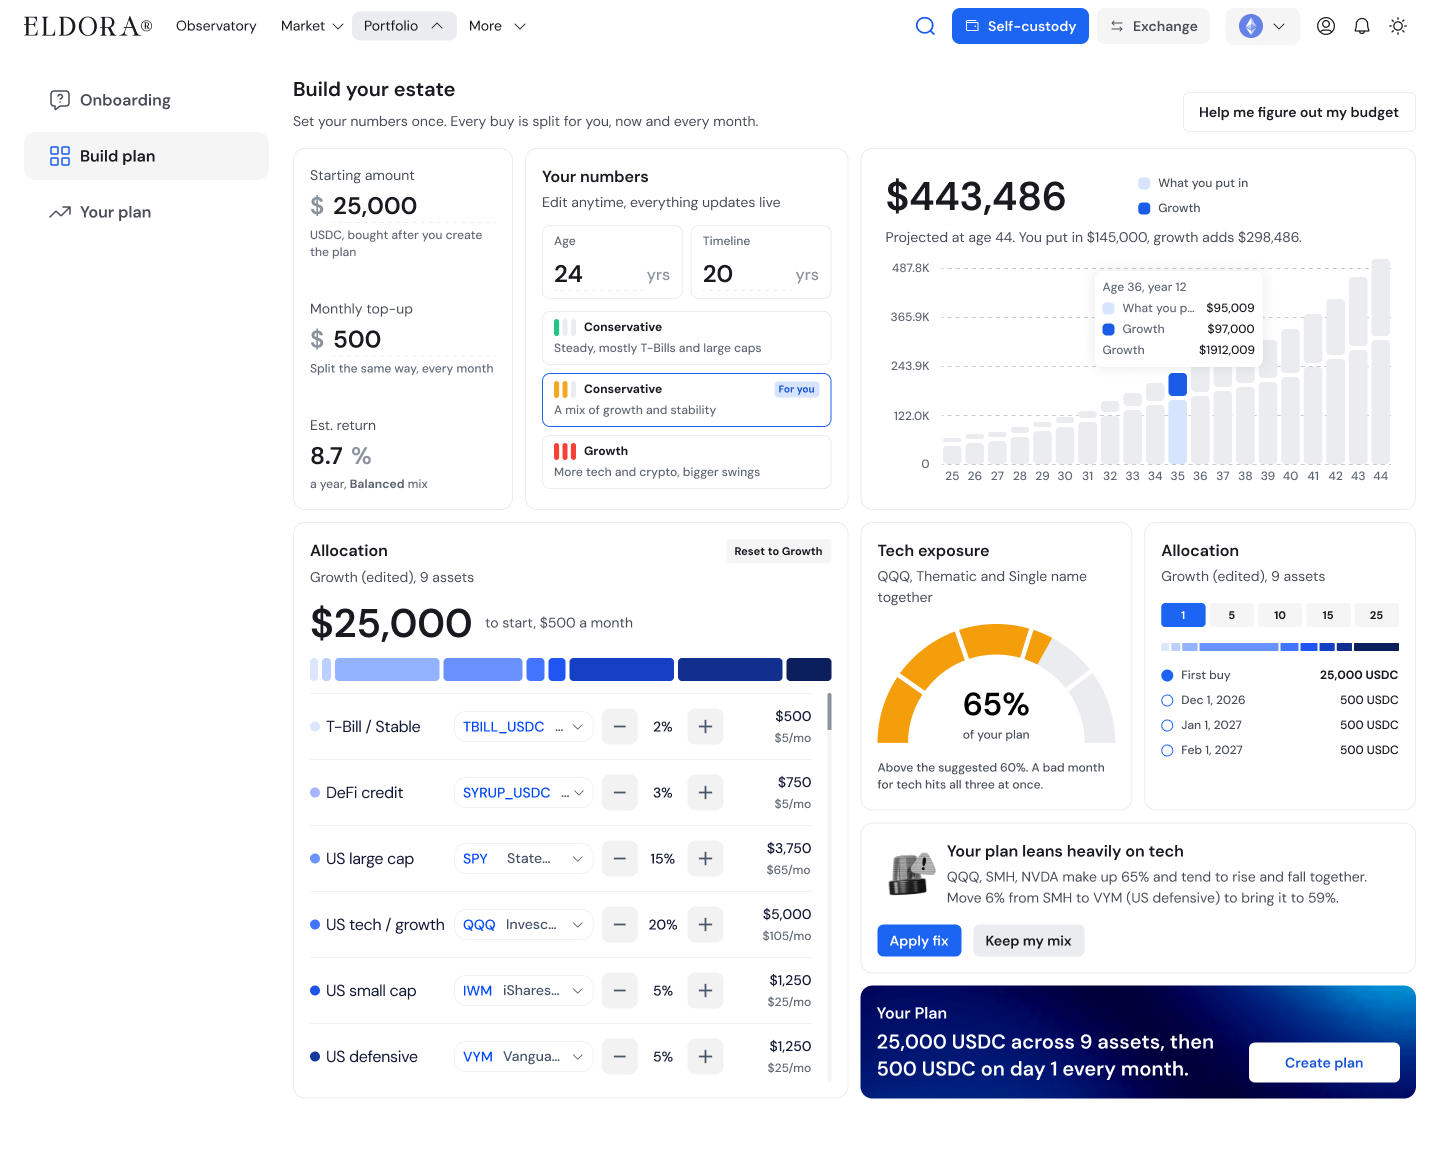 ELDORA®
Observatory
Market
Portfolio
More
Self-custody
Exchange
Onboarding
Build plan
Your plan
Build your estate
Set your numbers once. Every buy is split for you, now and every month.
Help me figure out my budget
Starting amount
$ 25,000
USDC, bought after you create
the plan
Monthly top-up
$ 500
Split the same way, every month
Est. return
8.7 %
a year, Balanced mix
Your numbers
Edit anytime, everything updates live
Age
24 yrs
Timeline
20 yrs
Conservative
Steady, mostly T-Bills and large caps
Conservative
For you
A mix of growth and stability
Growth
More tech and crypto, bigger swings
$443,486
What you put in
Growth
Projected at age 44. You put in $145,000, growth adds $298,486.
487.8K
365.9K
243.9K
122.0K
0
Age 36, year 12
What you p... $95,009
Growth $97,000
Growth $1912,009
25 26 27 28 29 30 31 32 33 34 35 36 37 38 39 40 41 42 43 44
Allocation
Reset to Growth
Growth (edited), 9 assets
$25,000 to start, $500 a month
T-Bill / Stable TBILL_USDC ... 2% $500
$5/mo
DeFi credit SYRUP_USDC ... 3% $750
$5/mo
US large cap SPY State... 15% $3,750
$65/mo
US tech / growth QQQ Invesc... 20% $5,000
$105/mo
US small cap IWM iShares... 5% $1,250
$25/mo
US defensive VYM Vangua... 5% $1,250
$25/mo
Tech exposure
QQQ, Thematic and Single name
together
65%
of your plan
Above the suggested 60%. A bad month
for tech hits all three at once.
Allocation
Growth (edited), 9 assets
1 5 10 15 25
First buy 25,000 USDC
Dec 1, 2026 500 USDC
Jan 1, 2027 500 USDC
Feb 1, 2027 500 USDC
Your plan leans heavily on tech
QQQ, SMH, NVDA make up 65% and tend to rise and fall together.
Move 6% from SMH to VYM (US defensive) to bring it to 59%.
Apply fix
Keep my mix
Your Plan
25,000 USDC across 9 assets, then
500 USDC on day 1 every month.
Create plan